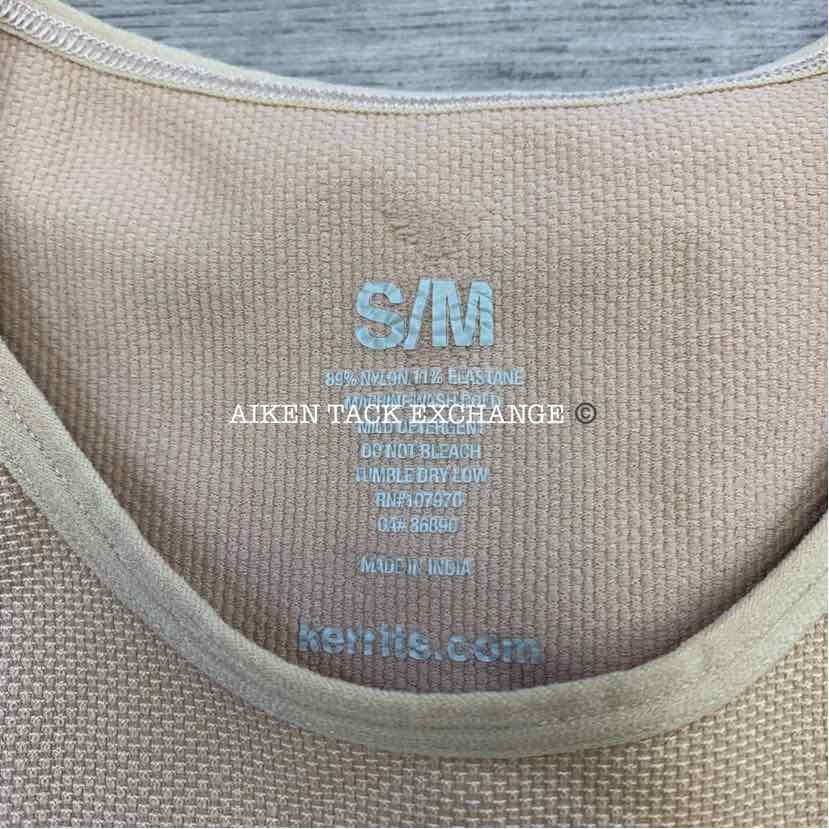 S/M
89% NYLON, 11% ELASTANE
MACHINE WASH COLD
AIKEN TACK EXCHANGE ©
MILD DETERGENT
DO NOT BLEACH
TUMBLE DRY LOW
RN#107970
CA# 36890
MADE IN INDIA
kerrits.com